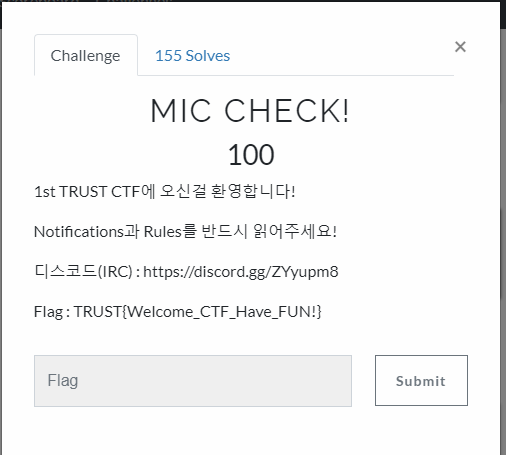 Challenge
155 Solves
×
MIC CHECK!
100
1st TRUST CTF에 오신걸 환영합니다!
Notifications과 Rules를 반드시 읽어주세요!
디스코드(IRC) : https://discord.gg/ZYyupm8
Flag : TRUST{Welcome_CTF_Have_FUN!}
Flag
Submit